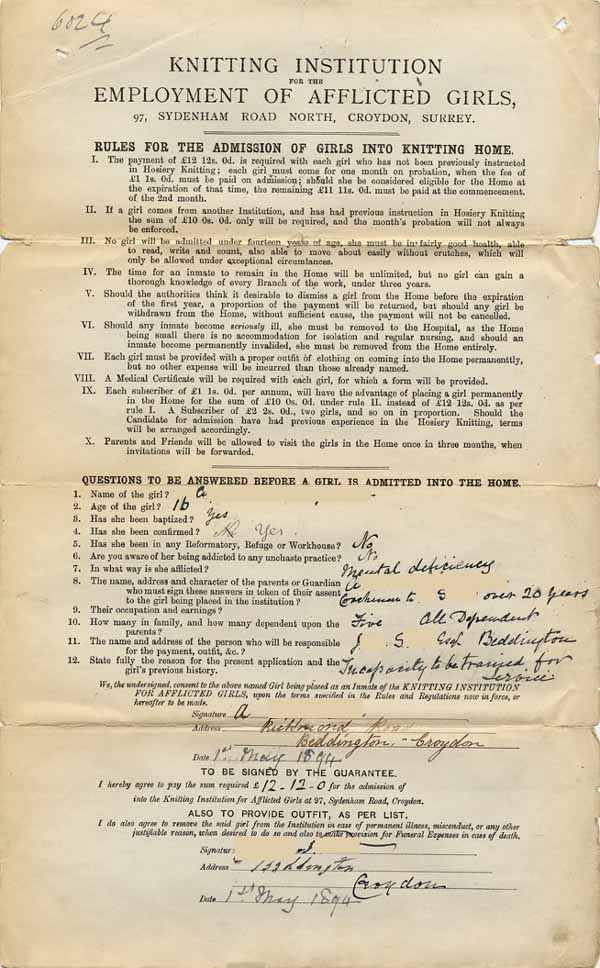 6024
KNITTING INSTITUTION
FOR THE
EMPLOYMENT OF AFFLICTED GIRLS,
97, SYDENHAM ROAD NORTH, CROYDON, SURREY.
RULES FOR THE ADMISSION OF GIRLS INTO KNITTING HOME.
I. The payment of £12 12s. 0d. is required with each girl who has not been previously instructed
in Hosiery Knitting; each girl must come for one month on probation, when the fee of
£1 1s. 0d. must be paid on admission; should she be considered eligible for the Home at
the expiration of that time, the remaining £11 11s. 0d. must be paid at the commencement.
of the 2nd month.
II. If a girl comes from another Institution, and has had previous instruction in Hosiery Knitting
the sum of £10 0s. 0d. only will be required, and the month's probation will not always
be enforced.
III. No girl will be admitted under fourteen years of age, she must be in fairly good health, able
to read, write and count, also able to move about easily without crutches, which will
only be allowed under exceptional circumstances.
IV. The time for an inmate to remain in the Home will be unlimited, but no girl can gain a
thorough knowledge of every Branch of the work, under three years.
V. Should the authorities think it desirable to dismiss a girl from the Home before the expiration
of the first year, a proportion of the payment will be returned, but should any girl be
withdrawn from the Home, without sufficient cause, the payment will not be cancelled.
VI. Should any inmate become seriously ill, she must be removed to the Hospital, as the Home
being small there is no accommodation for isolation and regular nursing, and should an
inmate become permanently invalided, she must be removed from the Home entirely.
VII. Each girl must be provided with a proper outfit of clothing on coming into the Home permanenttly,
but no other expense will be incurred than those already named.
VIII. A Medical Certificate will be required with each girl, for which a form will be provided.
IX. Each subscriber of £1 1s. 0d. per annum, will have the advantage of placing a girl permanently
in the Home for the sum of £10 0s. 0d. under rule II. instead of £12 12s. 0d. as per
rule I. A Subscriber of £2 2s. 0d., two girls, and so on in proportion. Should the
Candidate for admission have had previous experience in the Hosiery Knitting, terms
will be arranged accordingly.
X. Parents and Friends will be allowed to visit the girls in the Home once in three months, when
invitations will be forwarded.
QUESTIONS TO BE ANSWERED BEFORE A GIRL IS ADMITTED INTO THE HOME.
1. Name of the girl? A
2. Age of the girl? 16
3. Has she been baptized? Yes
4. Has she been confirmed? Yes
5. Has she been in any Reformatory, Refuge or Workhouse? No
6. Are you aware of her being addicted to any unchaste practice? No
7. In what way is she afflicted? Mental deficiency
8. The name, address and character of the parents or Guardian A
who must sign these answers in token of their assent
to the girl being placed in the institution? Coachman to S over 20 years
9. Their occupation and earnings?
10. How many in family, and how many dependent upon the Five All Dependent
parents?
11. The name and address of the person who will be responsible J. S. Esq Beddington
for the payment, outfit, &c.?
12. State fully the reason for the present application and the Incapacity to be trained for
girl's previous history. service
We, the undersigned, consent to the above named Girl being placed as an Inmate of the KNITTING INSTITUTION
FOR AFFLICTED GIRLS, upon the terms specified in the Rules and Regulations now in force, or
hereafter to be made.
Signature A
Address Richmond Road
Beddington - Croydon
Date 1st May 1894
TO BE SIGNED BY THE GUARANTEE.
I hereby agree to pay the sum required £ 12-12-0 for the admission of
into the Knitting Institution for Afflicted Girls at 97, Sydenham Road, Croydon.
ALSO TO PROVIDE OUTFIT, AS PER LIST.
I do also agree to remove the said girl from the Institution in case of permanent illness, misconduct, or any other
justifiable reason, when desired to do so and also to make provision for Funeral Expenses in case of death.
Signature J.
Address Beddington
Croydon
Date 1st May 1894